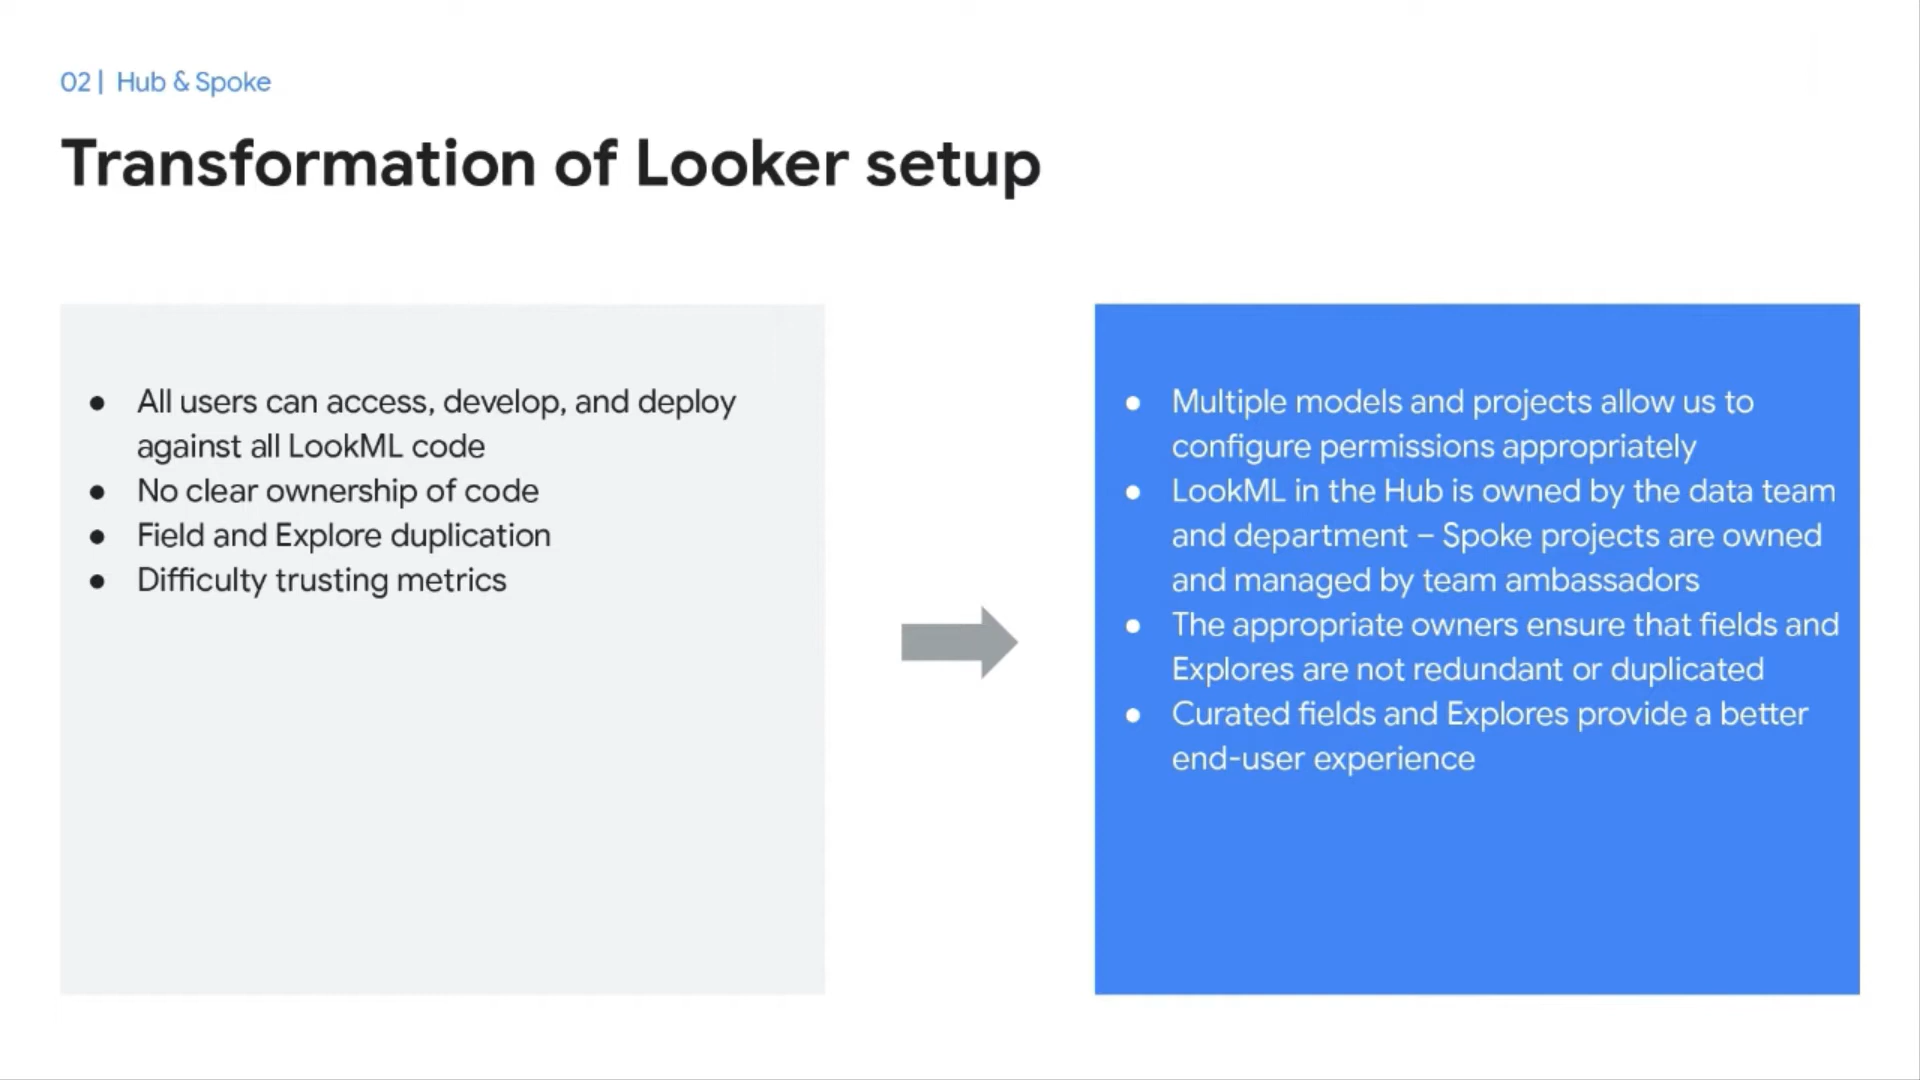 02 | Hub & Spoke
Transformation of Looker setup
● All users can access, develop, and deploy
against all LookML code
● No clear ownership of code
● Field and Explore duplication
● Difficulty trusting metrics
● Multiple models and projects allow us to
configure permissions appropriately
● LookML in the Hub is owned by the data team
and department – Spoke projects are owned
and managed by team ambassadors
● The appropriate owners ensure that fields and
Explores are not redundant or duplicated
● Curated fields and Explores provide a better
end-user experience